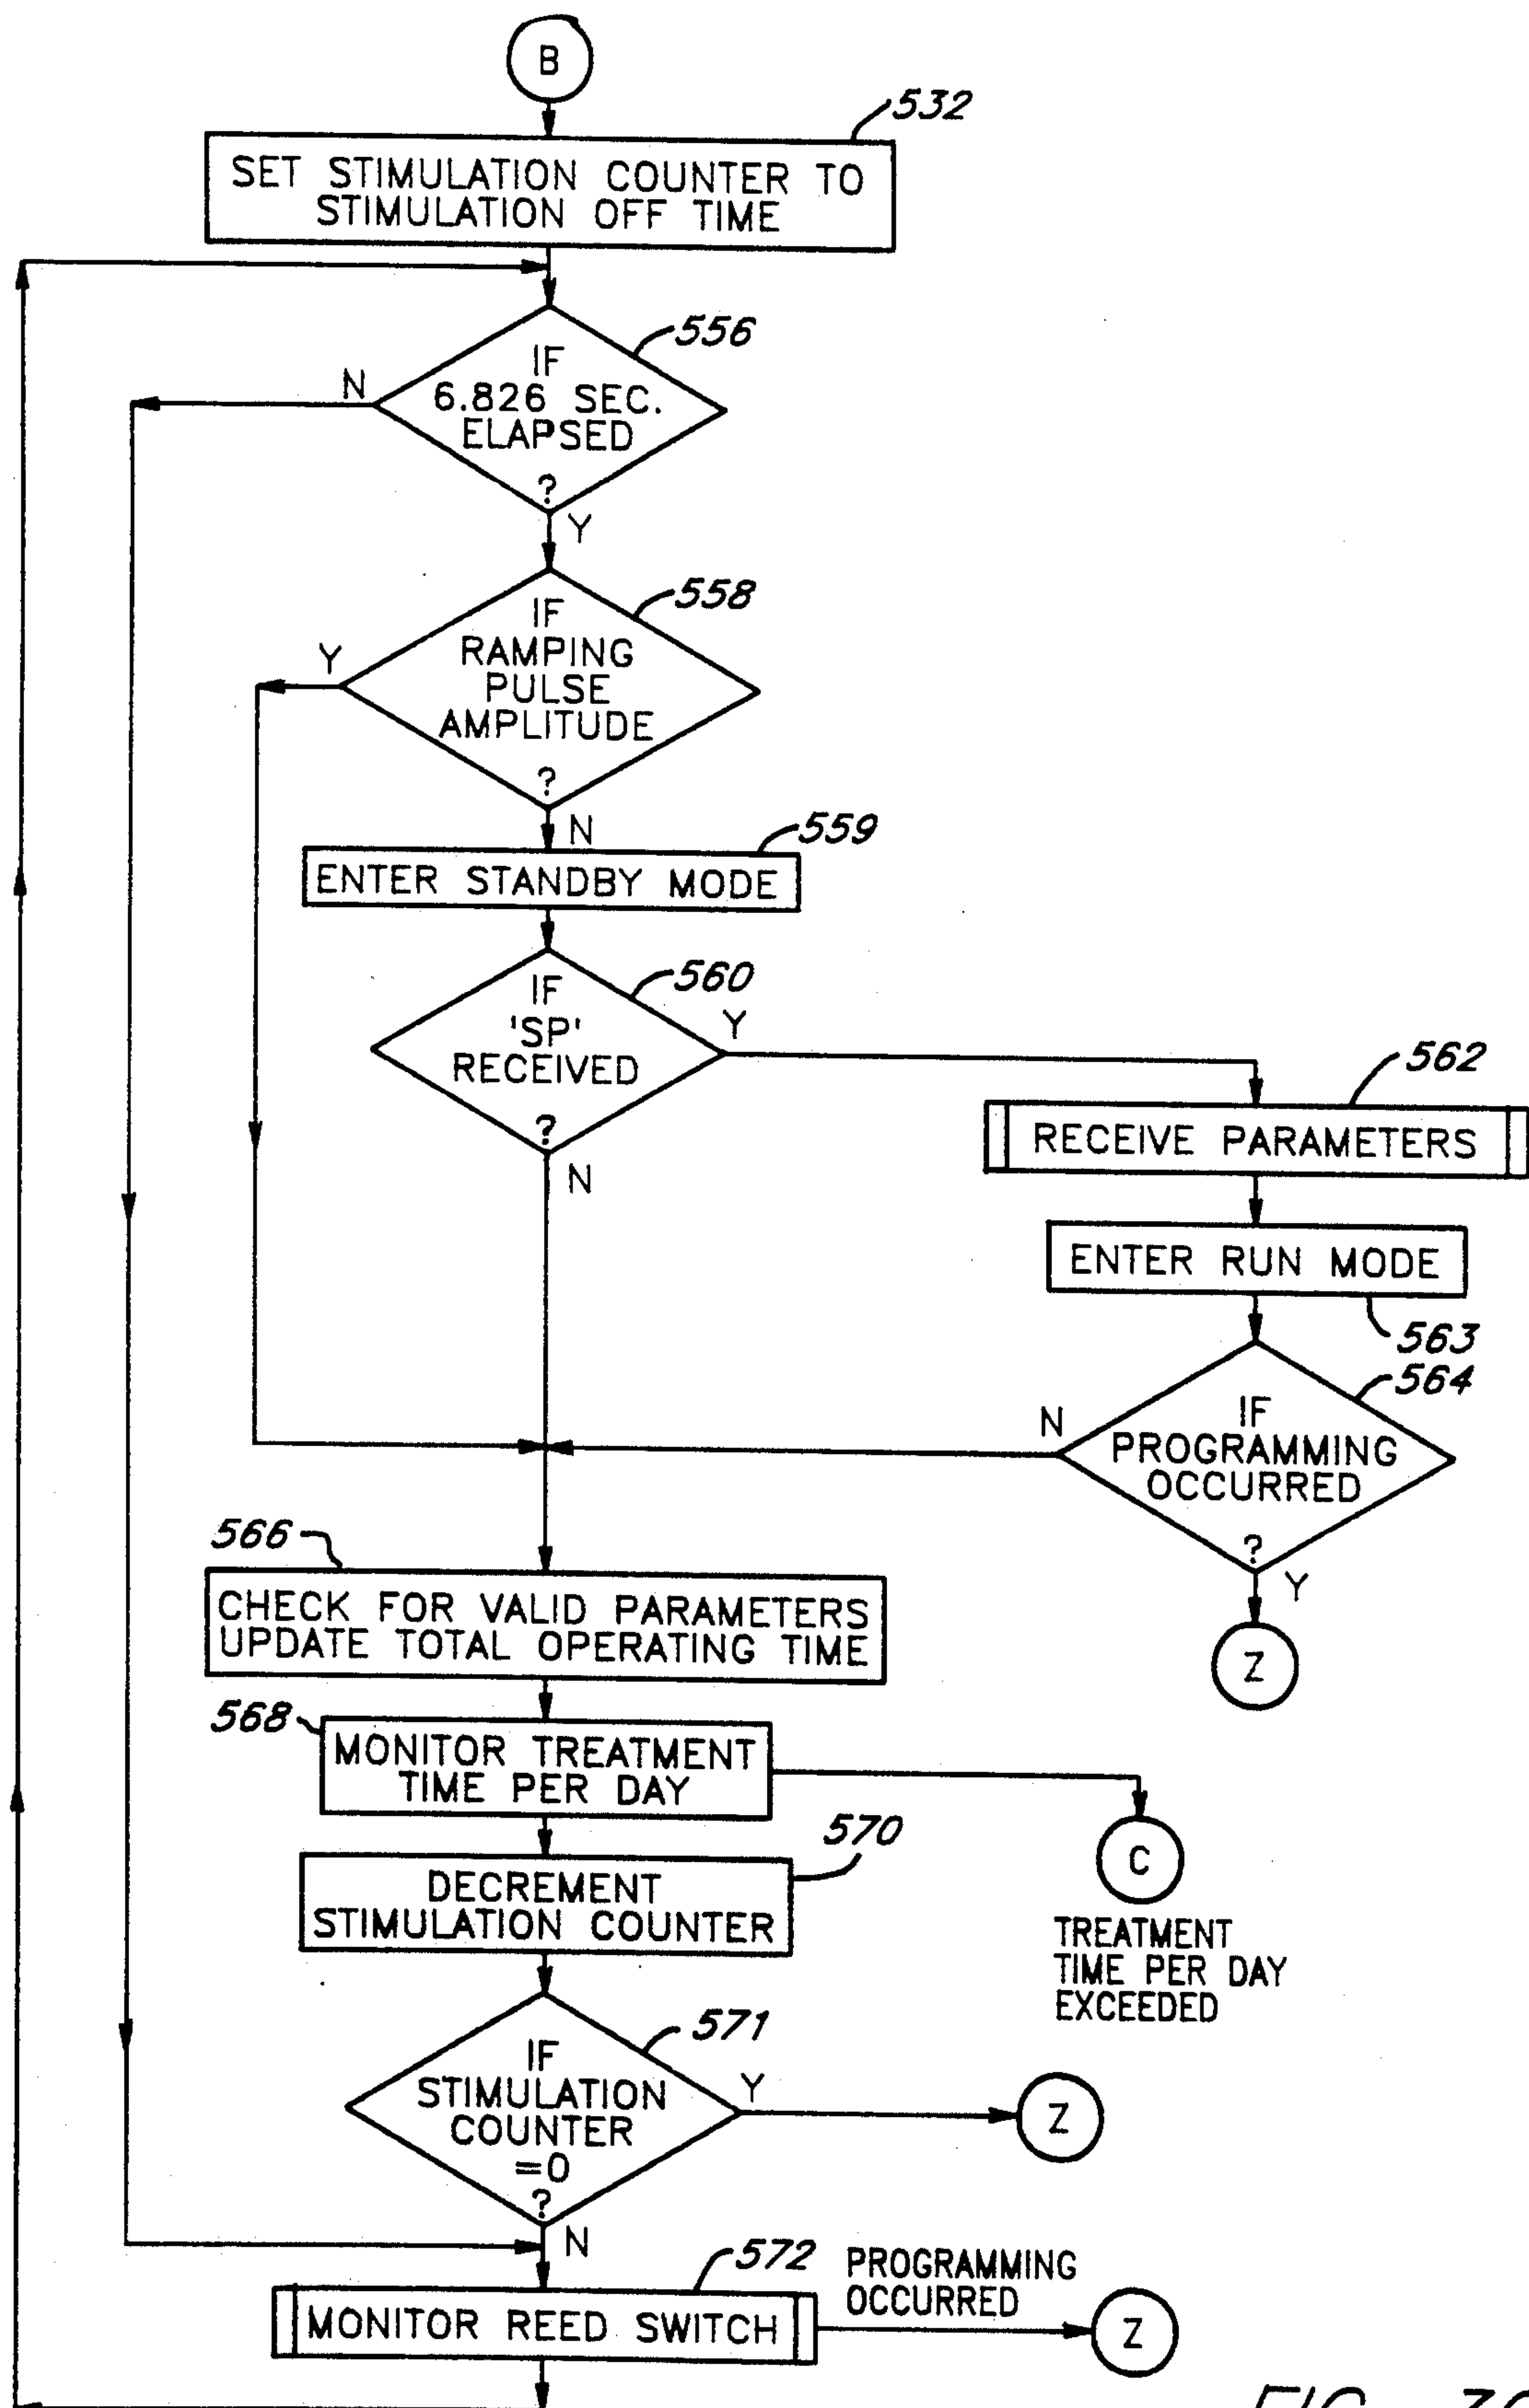 B
532
SET STIMULATION COUNTER TO
STIMULATION OFF TIME
556
IF
6.826 SEC.
ELAPSED
?
N
Y
558
IF
RAMPING
PULSE
AMPLITUDE
?
Y
N
559
ENTER STANDBY MODE
560
IF
'SP'
RECEIVED
?
Y
N
562
RECEIVE PARAMETERS
ENTER RUN MODE
563
564
IF
PROGRAMMING
OCCURRED
?
N
Y
Z
566
CHECK FOR VALID PARAMETERS
UPDATE TOTAL OPERATING TIME
568
MONITOR TREATMENT
TIME PER DAY
C
TREATMENT
TIME PER DAY
EXCEEDED
570
DECREMENT
STIMULATION COUNTER
571
IF
STIMULATION
COUNTER
=0
?
Y
Z
N
572
MONITOR REED SWITCH
PROGRAMMING
OCCURRED
Z